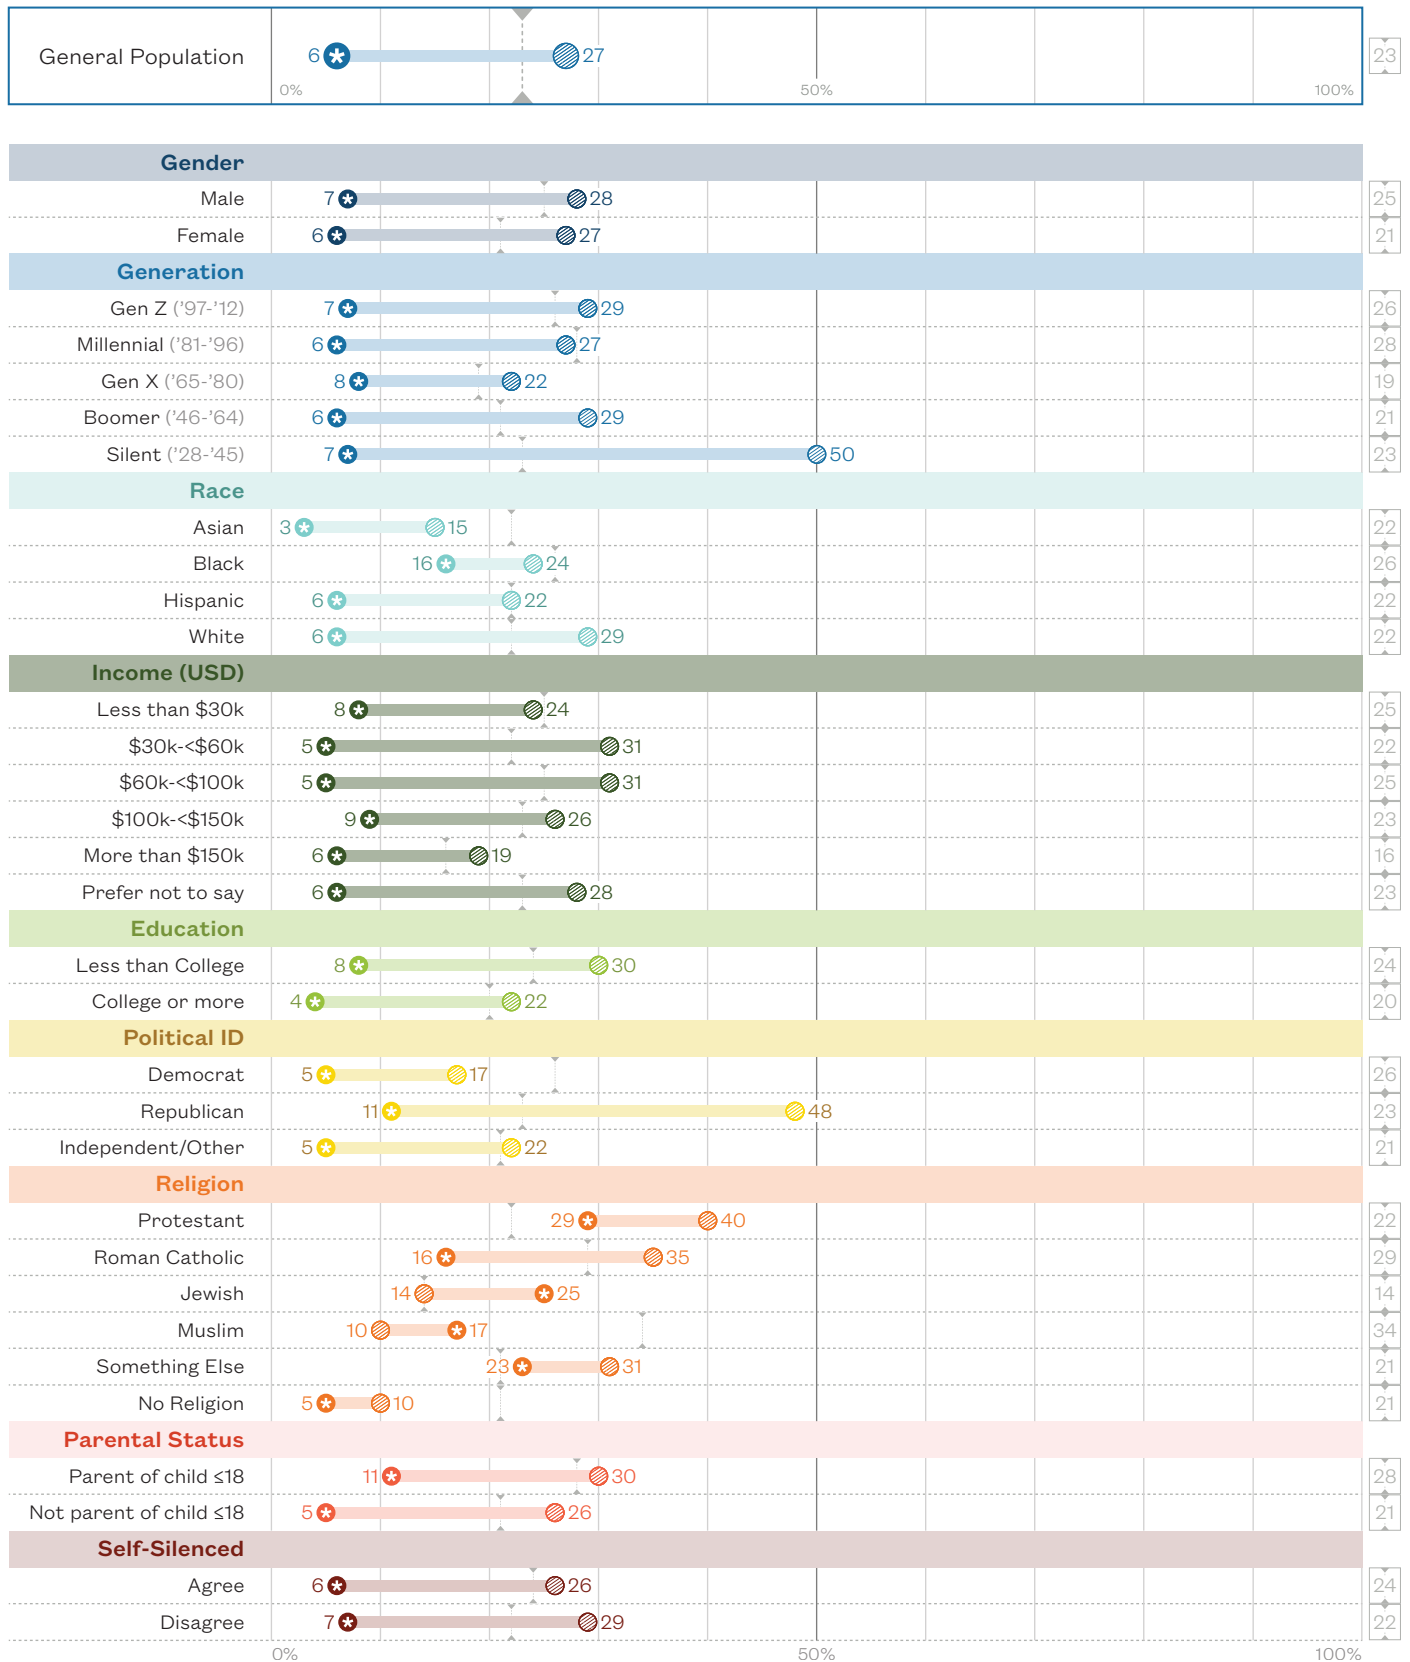 General Population 6 27 23
0% 50% 100%
Gender
Male 7 28 25
Female 6 27 21
Generation
Gen Z ('97-'12) 7 29 26
Millennial ('81-'96) 6 27 28
Gen X ('65-'80) 8 22 19
Boomer ('46-'64) 6 29 21
Silent ('28-'45) 7 50 23
Race
Asian 3 15 22
Black 16 24 26
Hispanic 6 22 22
White 6 29 22
Income (USD)
Less than $30k 8 24 25
$30k-<$60k 5 31 22
$60k-<$100k 5 31 25
$100k-<$150k 9 26 23
More than $150k 6 19 16
Prefer not to say 6 28 23
Education
Less than College 8 30 24
College or more 4 22 20
Political ID
Democrat 5 17 26
Republican 11 48 23
Independent/Other 5 22 21
Religion
Protestant 29 40 22
Roman Catholic 16 35 29
Jewish 14 25 14
Muslim 10 17 34
Something Else 23 31 21
No Religion 5 10 21
Parental Status
Parent of child ≤18 11 30 28
Not parent of child ≤18 5 26 21
Self-Silenced
Agree 6 26 24
Disagree 7 29 22
0% 50% 100%